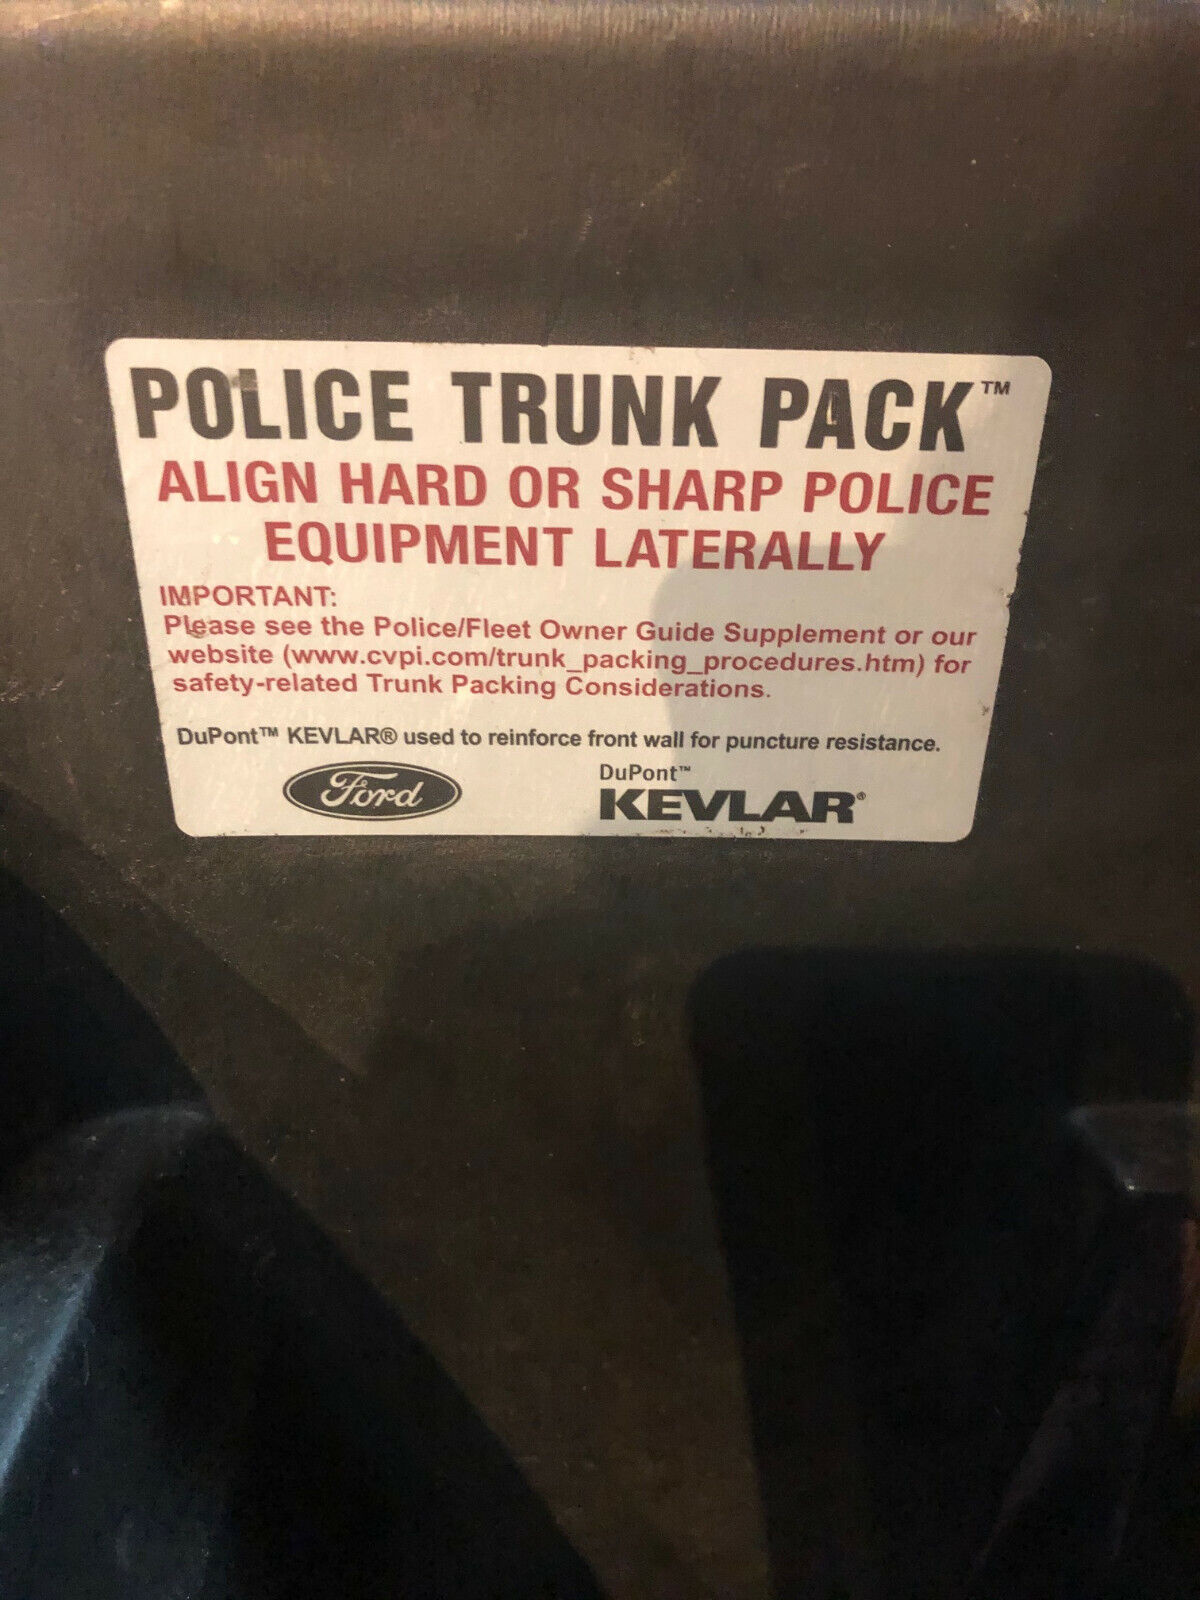 POLICE TRUNK PACK™
ALIGN HARD OR SHARP POLICE
EQUIPMENT LATERALLY
IMPORTANT:
Please see the Police/Fleet Owner Guide Supplement or our
website (www.cvpi.com/trunk_packing_procedures.htm) for
safety-related Trunk Packing Considerations.
DuPont™ KEVLAR® used to reinforce front wall for puncture resistance.
Ford
DuPont™
KEVLAR®